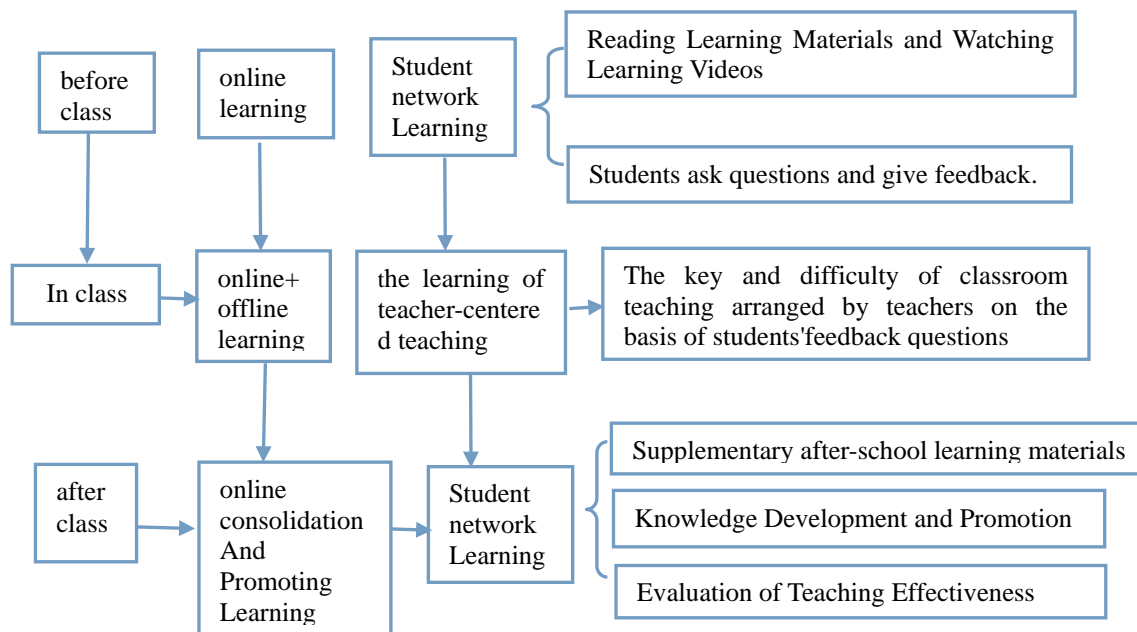 before
class
online
learning
Student
network
Learning
Reading Learning Materials and Watching
Learning Videos
Students ask questions and give feedback.
In class
online+
offline
learning
the learning of
teacher-centere
d teaching
The key and difficulty of classroom
teaching arranged by teachers on the
basis of students'feedback questions
after
class
online
consolidation
And
Promoting
Learning
Student
network
Learning
Supplementary after-school learning materials
Knowledge Development and Promotion
Evaluation of Teaching Effectiveness